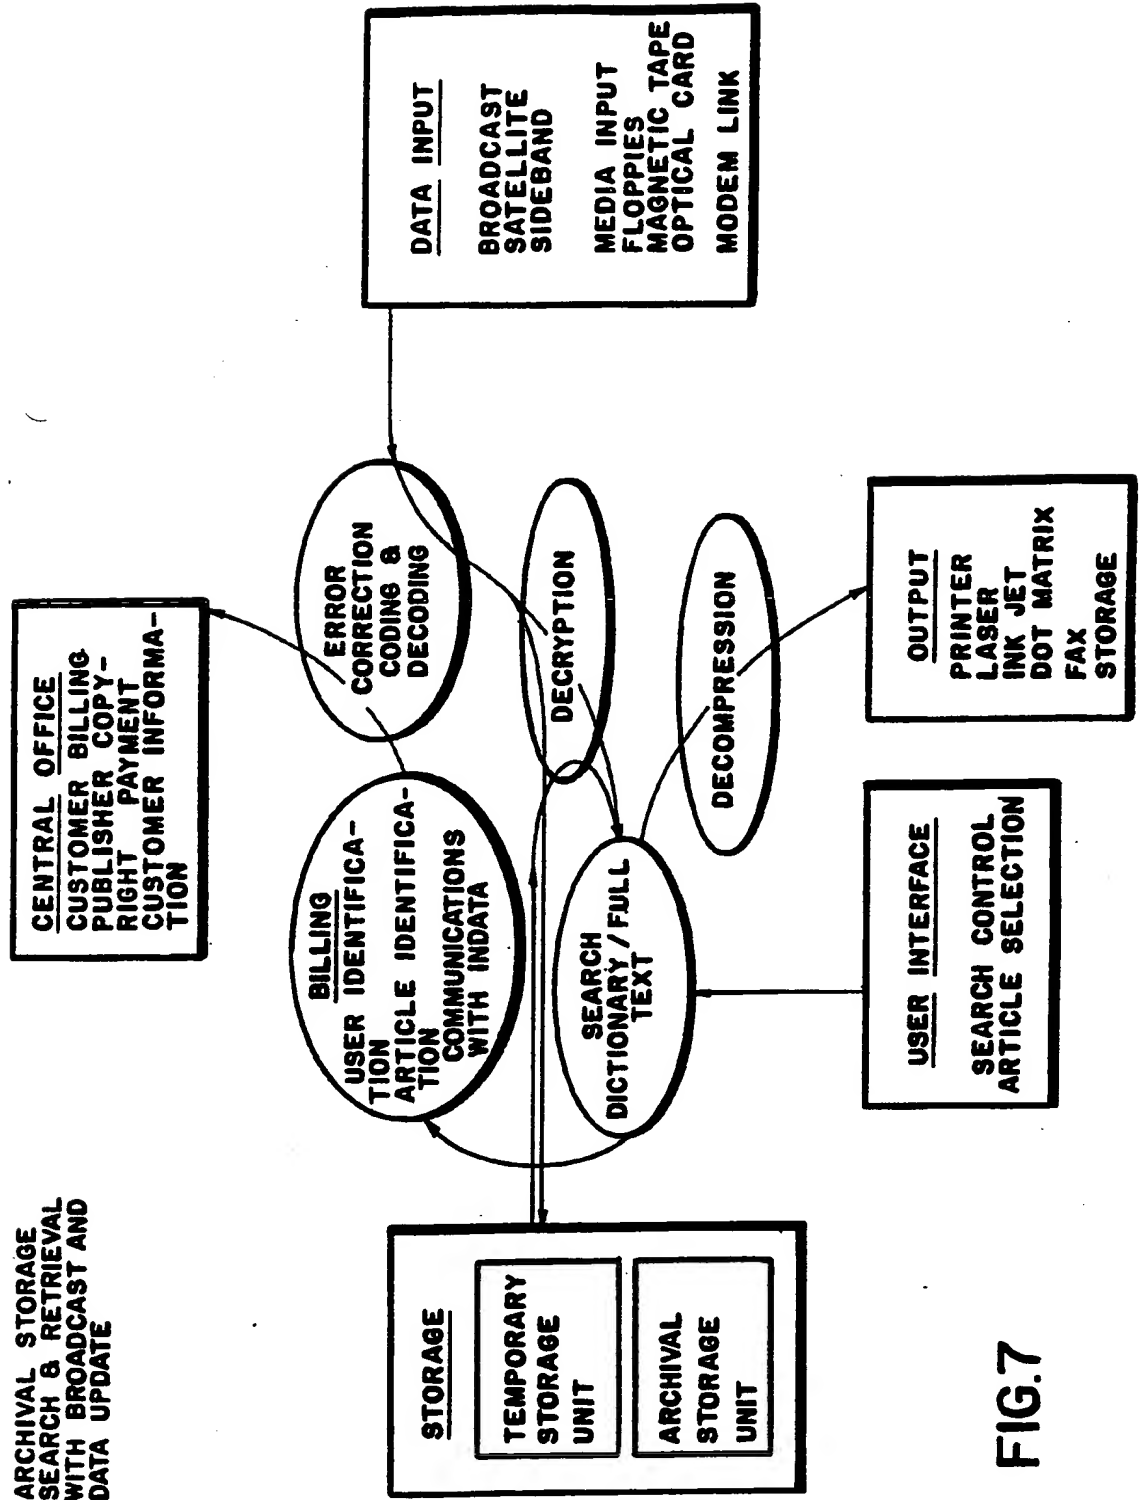 ARCHIVAL STORAGE
SEARCH & RETRIEVAL
WITH BROADCAST AND
DATA UPDATE
CENTRAL OFFICE
CUSTOMER BILLING
PUBLISHER COPY-
RIGHT PAYMENT
CUSTOMER INFORMA-
TION
BILLING
USER IDENTIFICA-
TION
ARTICLE IDENTIFICA-
TION
COMMUNICATIONS
WITH INDATA
ERROR
CORRECTION
CODING &
DECODING
DATA INPUT
BROADCAST
SATELLITE
SIDEBAND
MEDIA INPUT
FLOPPIES
MAGNETIC TAPE
OPTICAL CARD
MODEM LINK
STORAGE
TEMPORARY
STORAGE
UNIT
ARCHIVAL
STORAGE
UNIT
SEARCH
DICTIONARY/FULL
TEXT
DECRYPTION
DECOMPRESSION
USER INTERFACE
SEARCH CONTROL
ARTICLE SELECTION
OUTPUT
PRINTER
LASER
INK JET
DOT MATRIX
FAX
STORAGE
FIG.7